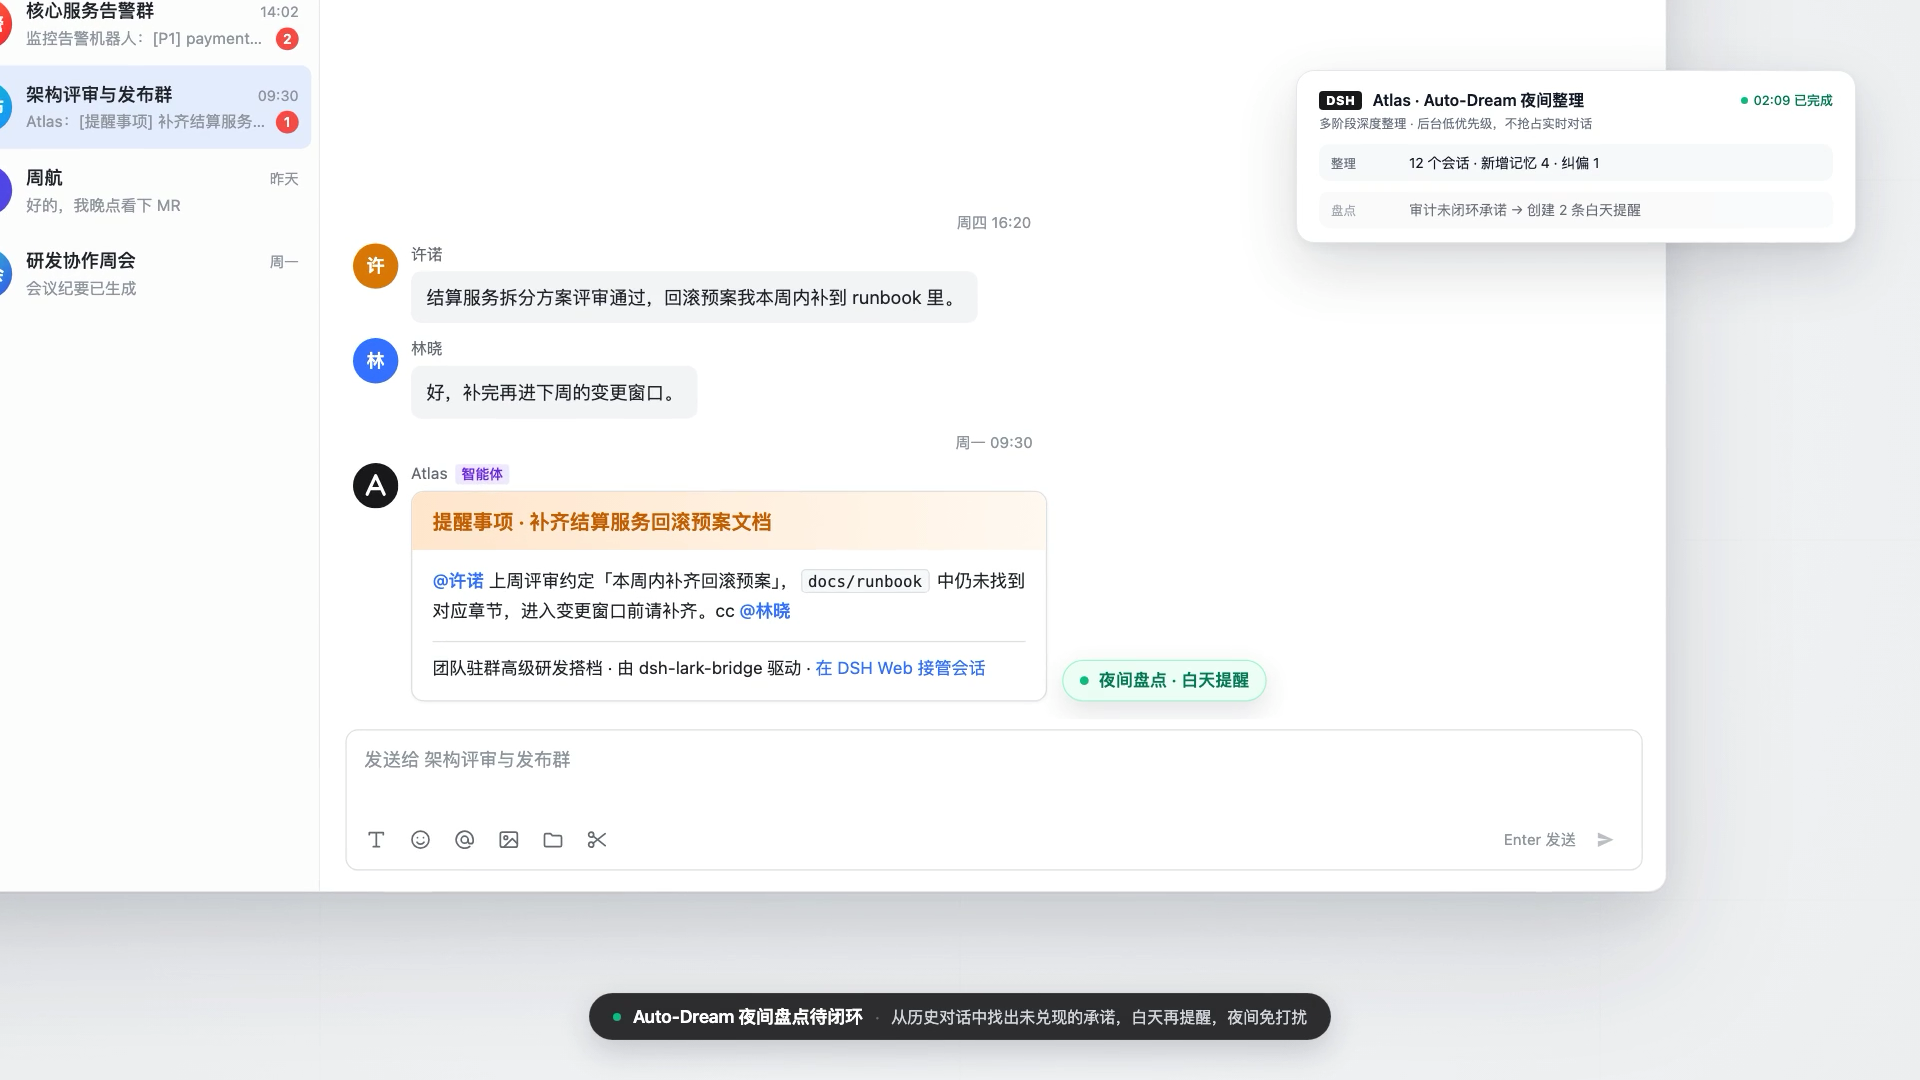 核心服务告警群 14:02
监控告警机器人：[P1] payment... 2
架构评审与发布群 09:30
Atlas：[提醒事项] 补齐结算服务... 1
周航 昨天
好的，我晚点看下 MR
研发协作周会 周一
会议纪要已生成
DSH Atlas · Auto-Dream 夜间整理 02:09 已完成
多阶段深度整理 · 后台低优先级，不抢占实时对话
整理 12 个会话 · 新增记忆 4 · 纠偏 1
盘点 审计未闭环承诺 → 创建 2 条白天提醒
周四 16:20
许 许诺
结算服务拆分方案评审通过，回滚预案我本周内补到 runbook 里。
林 林晓
好，补完再进下周的变更窗口。
周一 09:30
Atlas 智能体
提醒事项 · 补齐结算服务回滚预案文档
@许诺 上周评审约定「本周内补齐回滚预案」， docs/runbook 中仍未找到
对应章节，进入变更窗口前请补齐。cc @林晓
团队驻群高级研发搭档 · 由 dsh-lark-bridge 驱动 · 在 DSH Web 接管会话
夜间盘点 · 白天提醒
发送给 架构评审与发布群
Enter 发送
Auto-Dream 夜间盘点待闭环 · 从历史对话中找出未兑现的承诺，白天再提醒，夜间免打扰